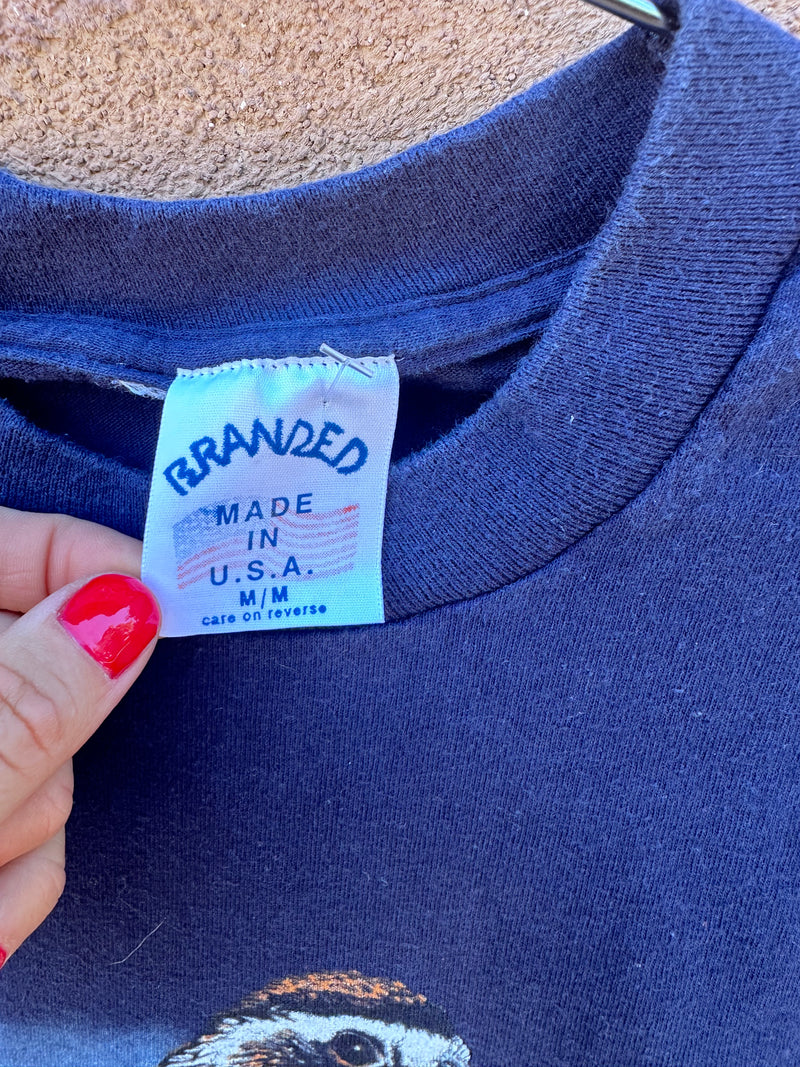 BRANDED
MADE
IN
U.S.A.
M/M
care on reverse